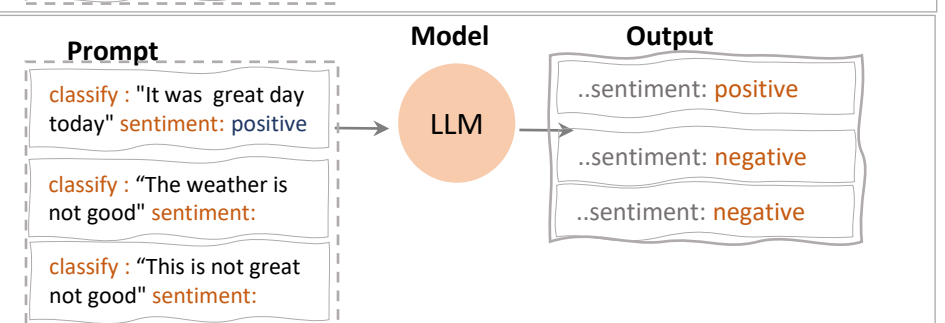 Prompt
Model
Output
classify : "It was  great day
today" sentiment: positive
classify : “The weather is
not good" sentiment:
classify : “This is not great
not good" sentiment:
LLM
..sentiment: positive
..sentiment: negative
..sentiment: negative